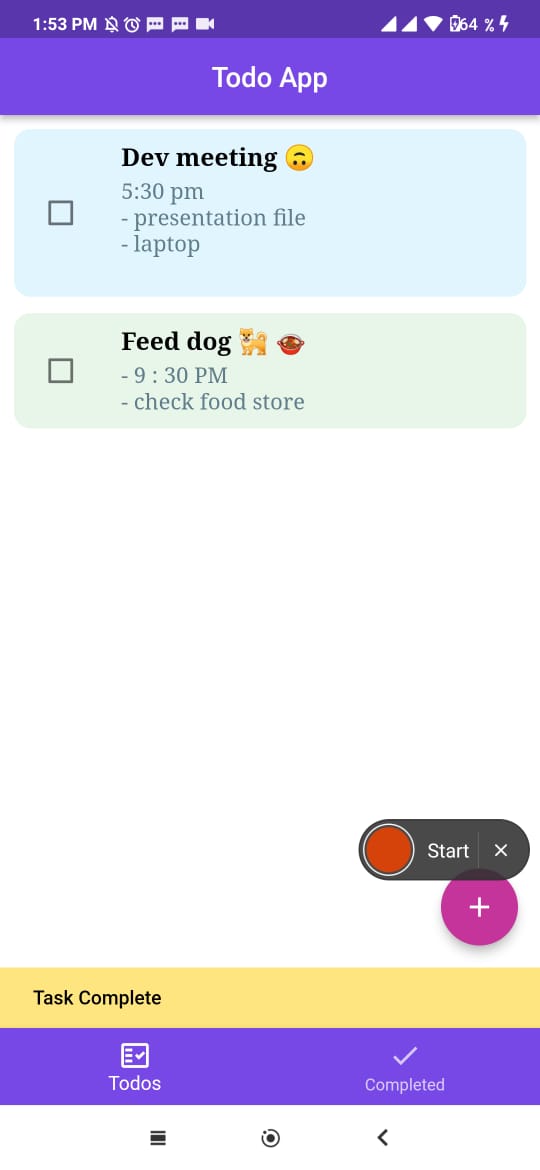 1:53 PM
64 %
Todo App
Dev meeting 🙃
5:30 pm
- presentation file
- laptop
Feed dog 🐕 🍲
- 9 : 30 PM
- check food store
Start
Task Complete
Todos
Completed